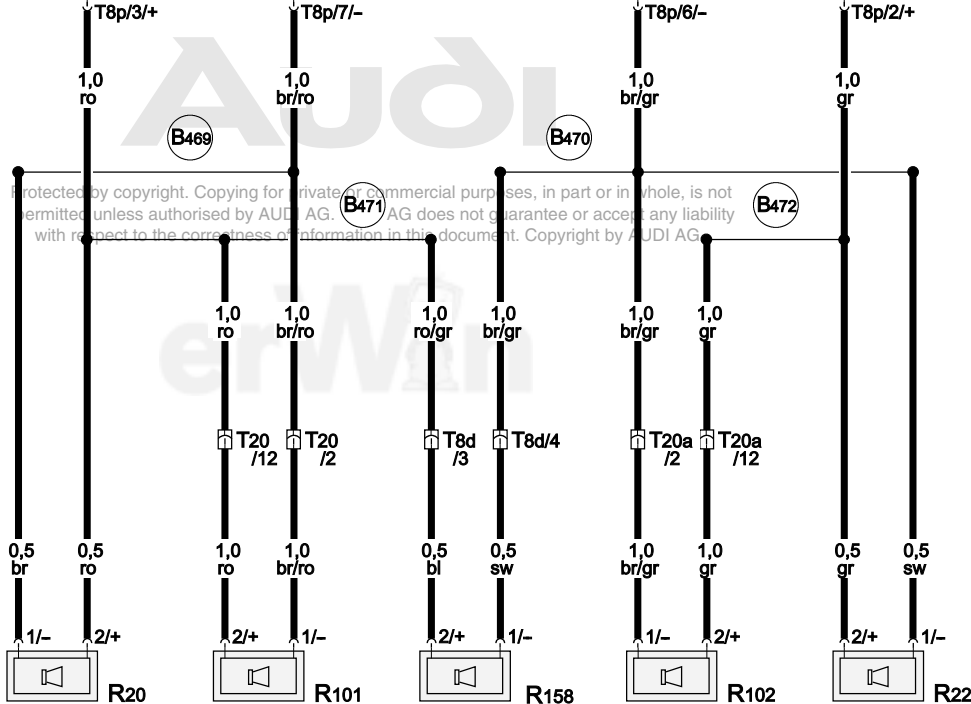 T8p/3/+ T8p/7/– T8p/6/– T8p/2/+
Audi
1,0 1,0 1,0 1,0
ro br/ro br/gr gr
B469 B470
Protected by copyright. Copying for private or commercial purposes, in part or in whole, is not
permitted unless authorised by AUDI AG. AUDI AG does not guarantee or accept any liability
with respect to the correctness of information in this document. Copyright by AUDI AG.
B471 B472
erWin
1,0 1,0 1,0 1,0 1,0 1,0
ro br/ro ro/gr br/gr br/gr gr
T20 T20 T8d T8d/4 T20a T20a
/12 /2 /3 /2 /12
0,5 0,5 1,0 1,0 0,5 0,5 1,0 1,0 0,5 0,5
br ro ro br/ro bl sw br/gr gr gr sw
1/– 2/+ 2/+ 1/– 2/+ 1/– 1/– 2/+ 2/+ 1/–
R20 R101 R158 R102 R22